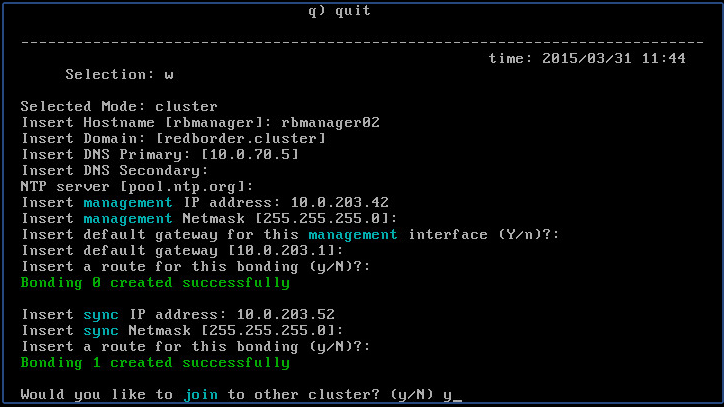 q) quit
--------------------------------------------------------------------------------
time: 2015/03/31 11:44
Selection: w
Selected Mode: cluster
Insert Hostname [rbmanager]: rbmanager02
Insert Domain: [redborder.cluster]
Insert DNS Primary: [10.0.70.5]
Insert DNS Secondary:
NTP server [pool.ntp.org]:
Insert management IP address: 10.0.203.42
Insert management Netmask [255.255.255.0]:
Insert default gateway for this management interface (Y/n)?:
Insert default gateway [10.0.203.1]:
Insert a route for this bonding (y/N)?:
Bonding 0 created successfully
Insert sync IP address: 10.0.203.52
Insert sync Netmask [255.255.255.0]:
Insert a route for this bonding (y/N)?:
Bonding 1 created successfully
Would you like to join to other cluster? (y/N) y_